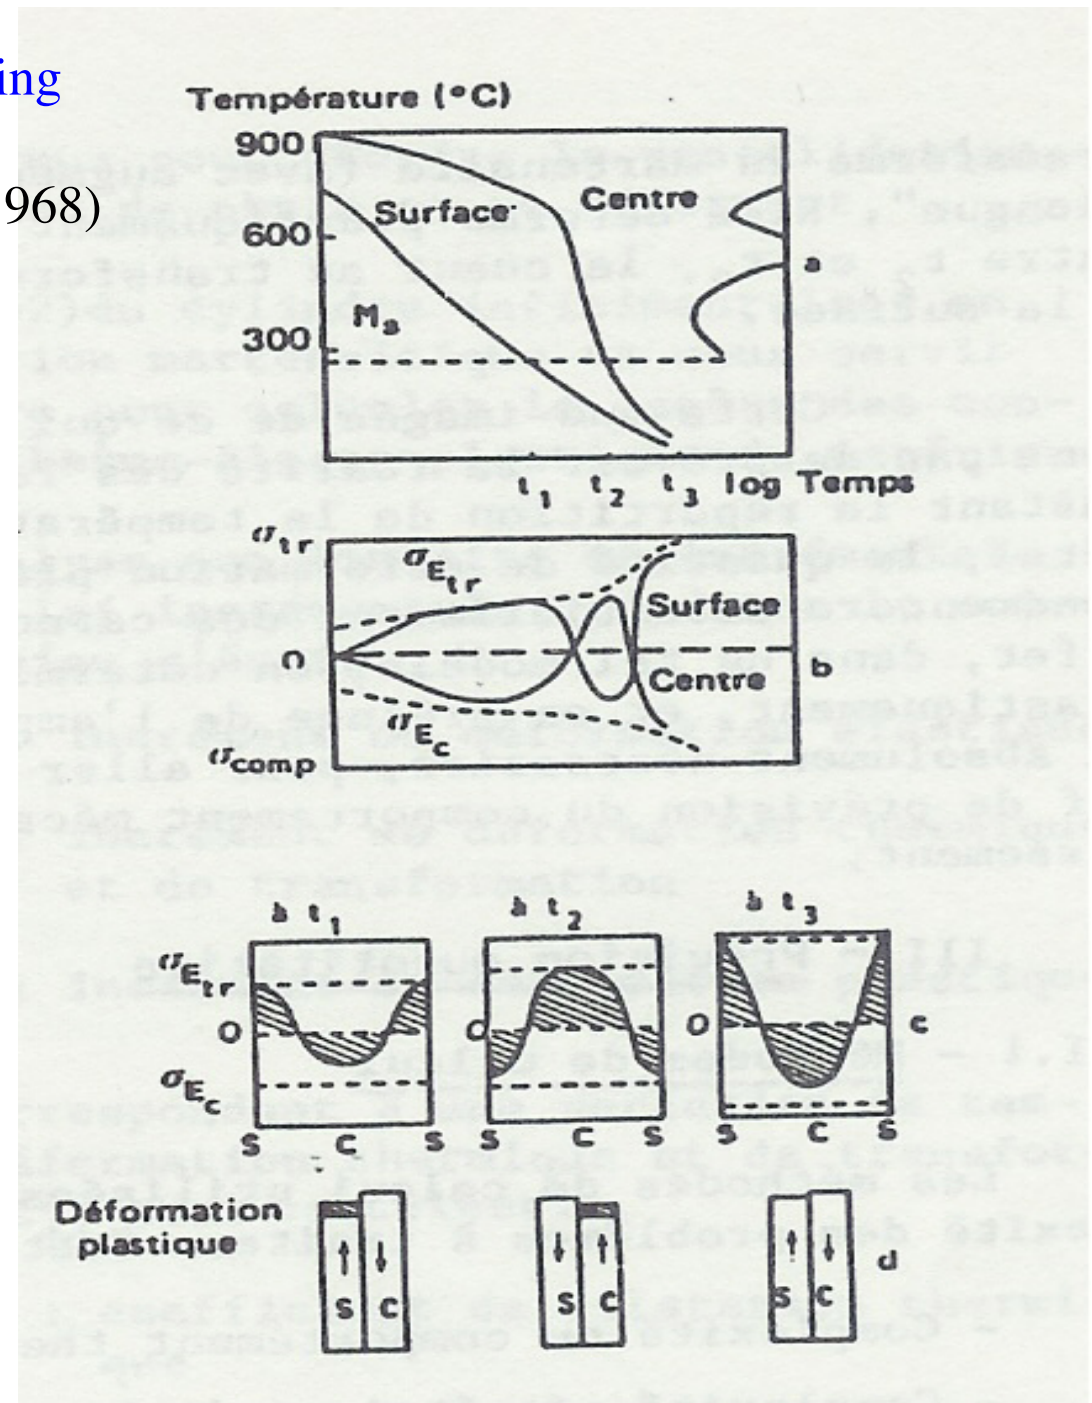 ing
968)
Température (°C)
900
600
300
Surface
Centre
Ms
a
t1 t2 t3 log Temps
σtr
σEtr
Surface
O
b
Centre
σEc
σcomp
à t1 à t2 à t3
σEtr
O O O c
σEc
S C S S C S S C S
Déformation
plastique
d
S C S C S C